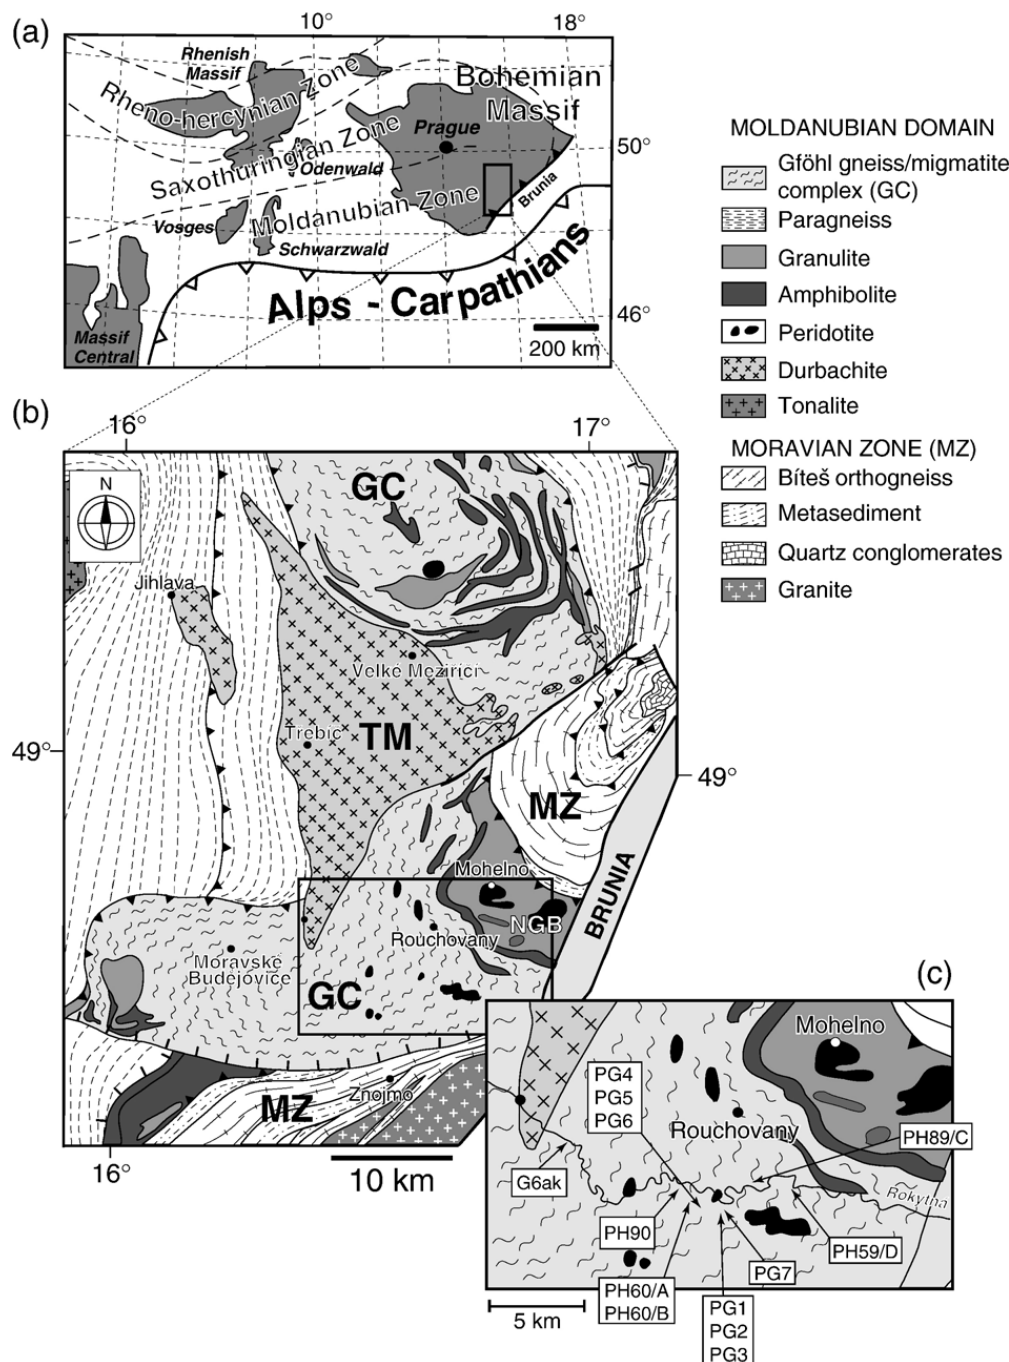 (a)
10°
18°
Rhenish
Massif
Rheno-hercynian Zone
Bohemian
Massif
Prague
50°
Saxothuringian Zone
Odenwald
Brunia
Moldanubian Zone
Vosges
Schwarzwald
Alps - Carpathians
46°
Massif
Central
200 km
MOLDANUBIAN DOMAIN
Gföhl gneiss/migmatite
complex (GC)
Paragneiss
Granulite
Amphibolite
Peridotite
Durbachite
Tonalite
MORAVIAN ZONE (MZ)
Bíteš orthogneiss
Metasediment
Quartz conglomerates
Granite
(b)
16°
17°
N
GC
Jihlava
Velké Meziříčí
Trebíc
TM
49°
49°
MZ
Mohelno
BRUNIA
NGB
Rouchovany
Moravské
Budejovice
GC
Znojmo
MZ
16°
10 km
(c)
Mohelno
PG4
PG5
PG6
Rouchovany
PH89/C
G6ak
Rokytna
PH90
PH59/D
PG7
PH60/A
PH60/B
PG1
PG2
PG3
5 km